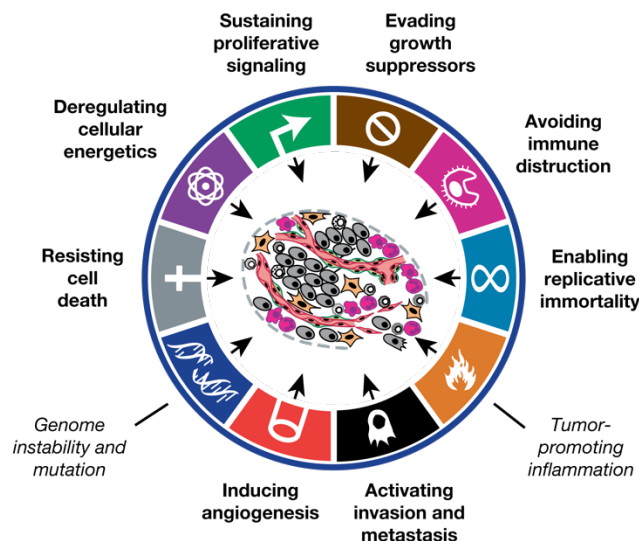 Sustaining
proliferative
signaling
Evading
growth
suppressors
Deregulating
cellular
energetics
Avoiding
immune
distruction
Resisting
cell
death
Enabling
replicative
immortality
Genome
instability and
mutation
Tumor-
promoting
inflammation
Inducing
angiogenesis
Activating
invasion and
metastasis